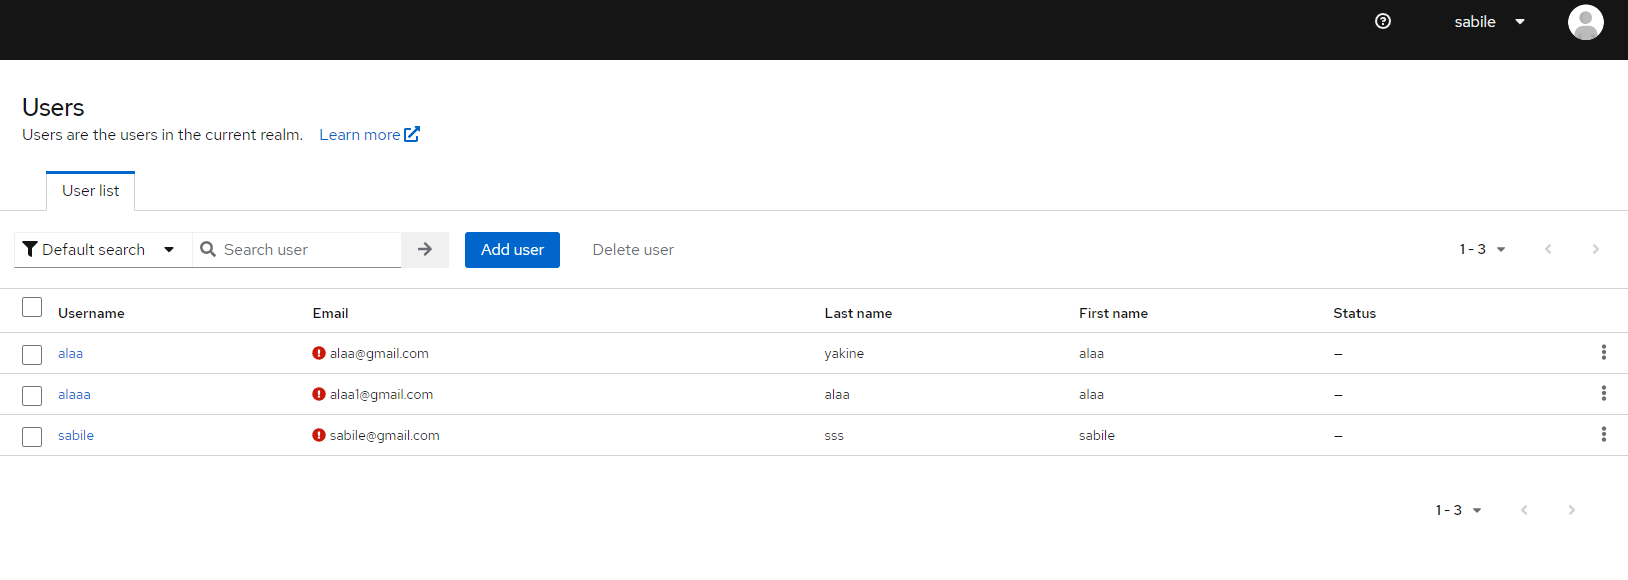 sabile
Users
Users are the users in the current realm. Learn more
User list
Default search Search user Add user Delete user 1 - 3
Username Email Last name First name Status
alaa alaa@gmail.com yakine alaa –
alaaa alaa1@gmail.com alaa alaa –
sabile sabile@gmail.com sss sabile –
1 - 3